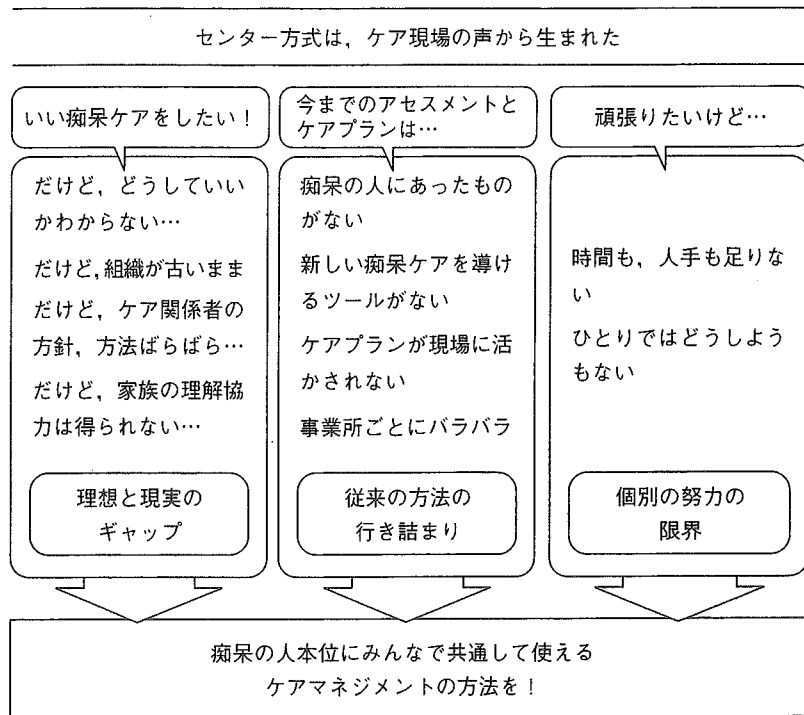 センター方式は，ケア現場の声から生まれた
いい痴呆ケアをしたい！
だけど，どうしていい
かわからない…
だけど，組織が古いまま
だけど，ケア関係者の
方針，方法ばらばら…
だけど，家族の理解協
力は得られない…
理想と現実の
ギャップ
今までのアセスメントと
ケアプランは…
痴呆の人にあったもの
がない
新しい痴呆ケアを導け
るツールがない
ケアプランが現場に活
かされない
事業所ごとにバラバラ
従来の方法の
行き詰まり
頑張りたいけど…
時間も，人手も足りな
い
ひとりではどうしよう
もない
個別の努力の
限界
痴呆の人本位にみんなで共通して使える
ケアマネジメントの方法を！